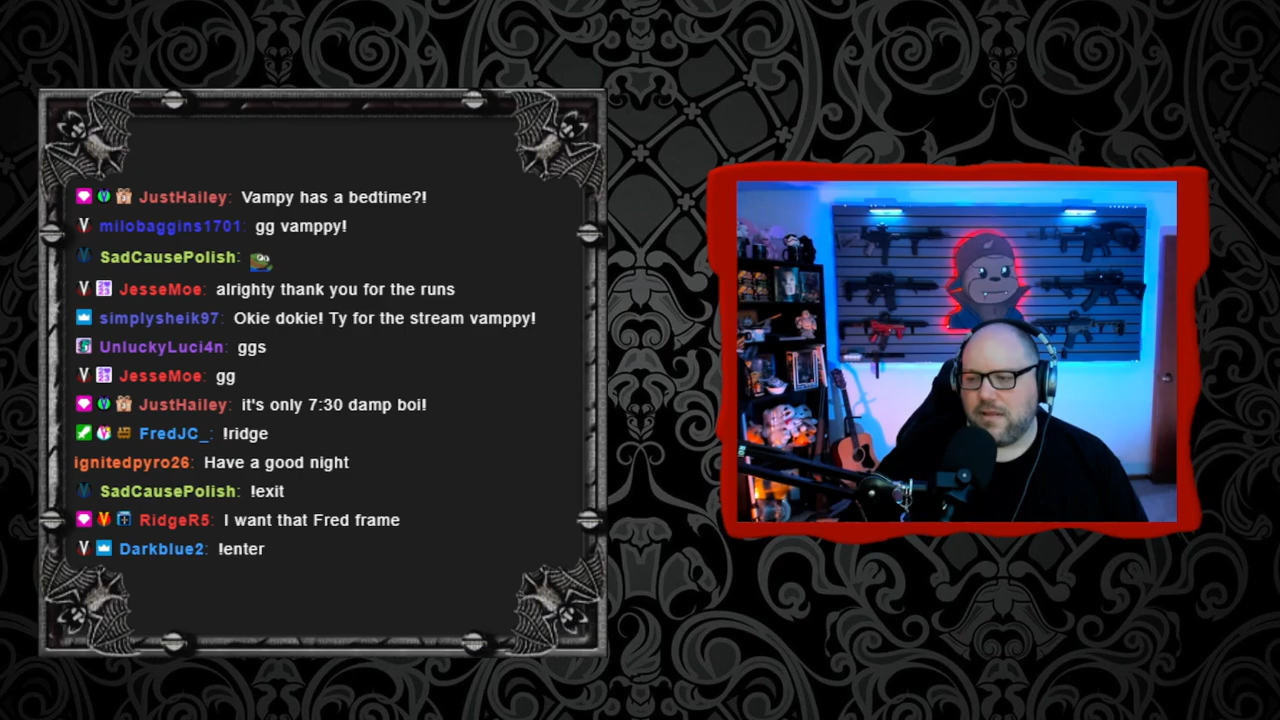 JustHailey: Vampy has a bedtime?!
milobaggins1701: gg vamppy!
SadCausePolish:
JesseMoe: alrighty thank you for the runs
simplysheik97: Okie dokie! Ty for the stream vamppy!
UnluckyLuci4n: ggs
JesseMoe: gg
JustHailey: it's only 7:30 damp boi!
FredJC_: !ridge
ignitedpyro26: Have a good night
SadCausePolish: !exit
RidgeR5: I want that Fred frame
Darkblue2: !enter